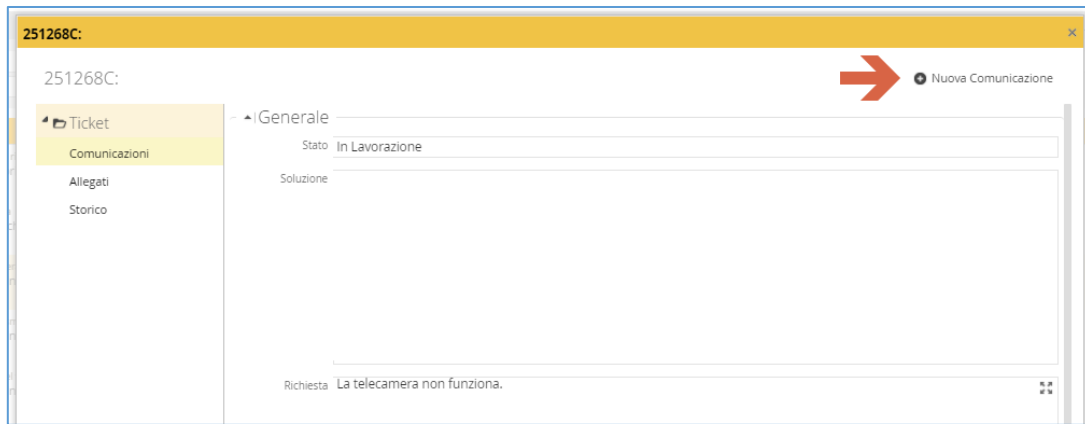 251268C:
251268C:
Nuova Comunicazione
Ticket
Generale
Comunicazioni
Stato In Lavorazione
Allegati
Soluzione
Storico
Richiesta La telecamera non funziona.